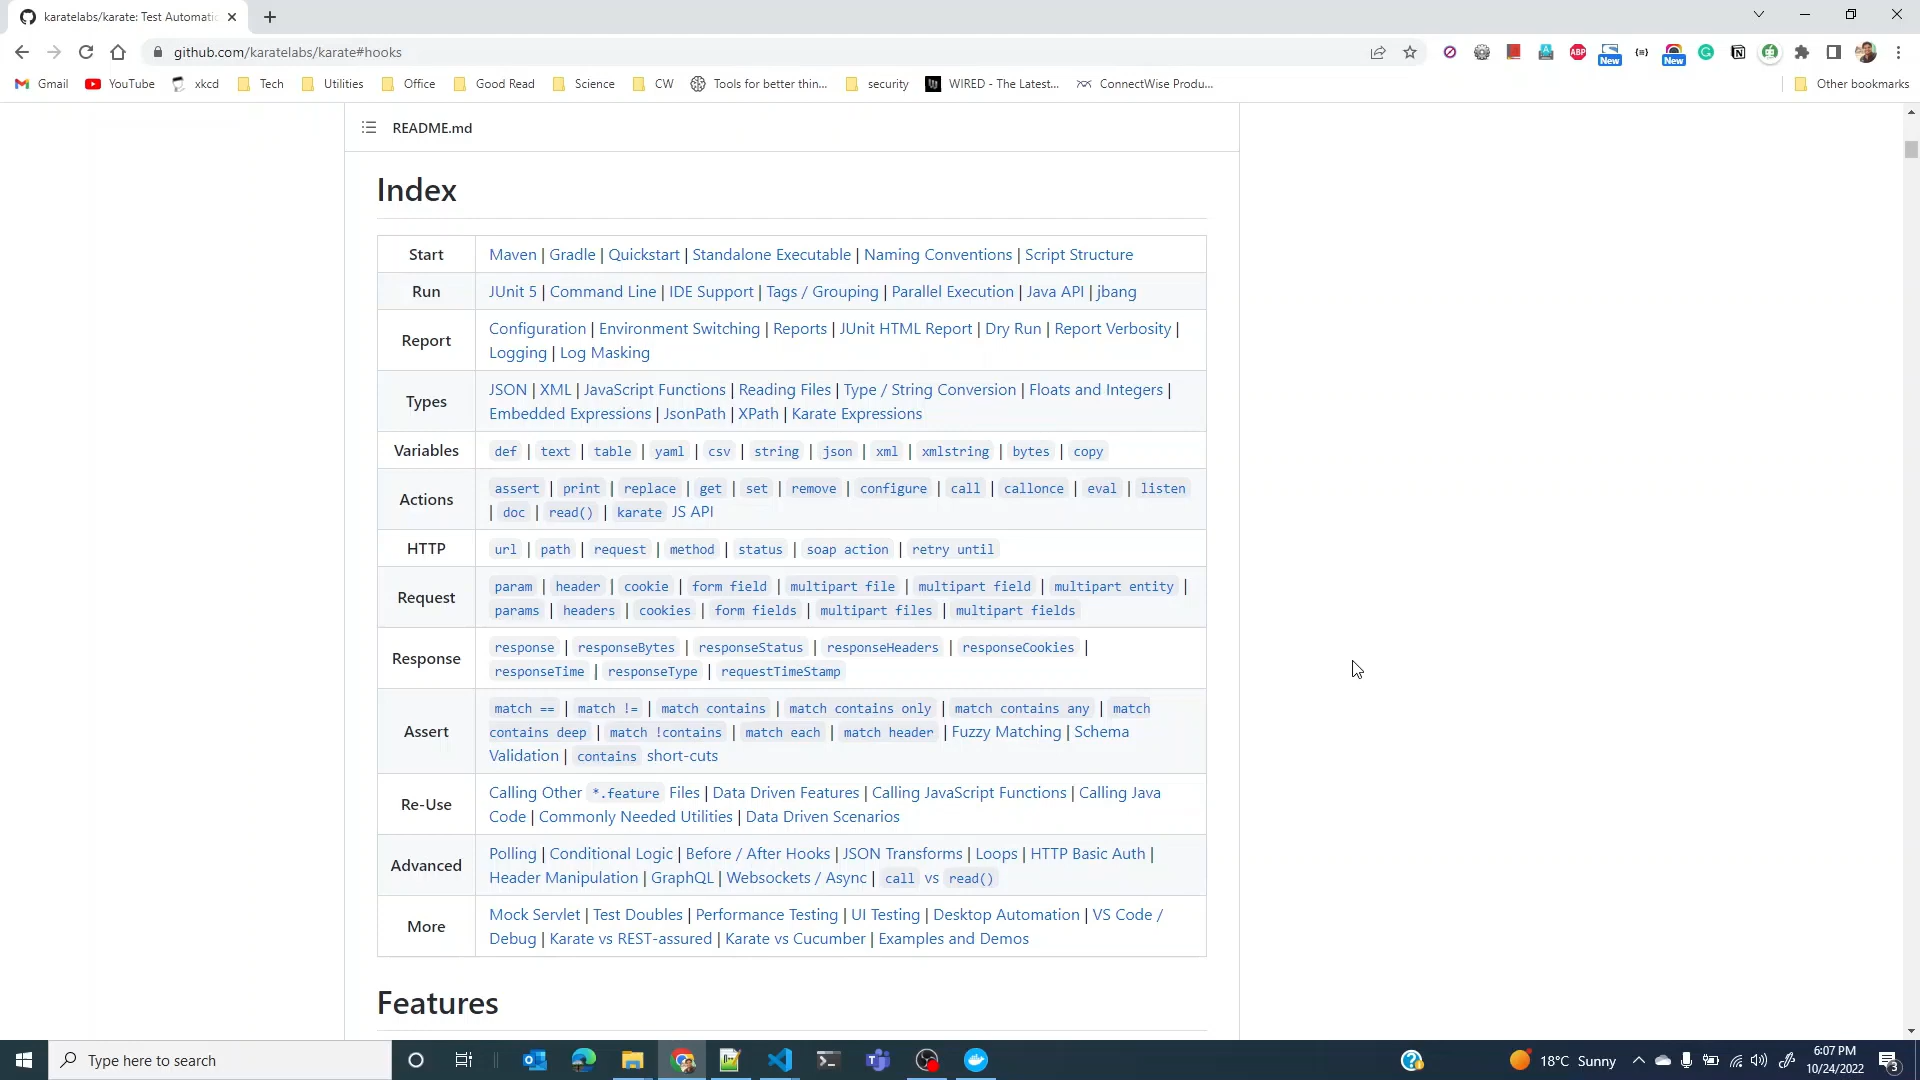 karatelabs/karate: Test Automatic
github.com/karatelabs/karate#hooks
New
New
ABP
Gmail
YouTube
xkcd
Tech
Utilities
Office
Good Read
Science
CW
Tools for better thin...
security
WIRED - The Latest...
ConnectWise Produ...
Other bookmarks
README.md
Index
Start
Maven | Gradle | Quickstart | Standalone Executable | Naming Conventions | Script Structure
Run
JUnit 5 | Command Line | IDE Support | Tags / Grouping | Parallel Execution | Java API | jbang
Report
Configuration | Environment Switching | Reports | JUnit HTML Report | Dry Run | Report Verbosity |
Logging | Log Masking
Types
JSON | XML | JavaScript Functions | Reading Files | Type / String Conversion | Floats and Integers |
Embedded Expressions | JsonPath | XPath | Karate Expressions
Variables
def | text | table | yaml | csv | string | json | xml | xmlstring | bytes | copy
Actions
assert | print | replace | get | set | remove | configure | call | callonce | eval | listen
| doc | read() | karate JS API
HTTP
url | path | request | method | status | soap action | retry until
Request
param | header | cookie | form field | multipart file | multipart field | multipart entity |
params | headers | cookies | form fields | multipart files | multipart fields
Response
response | responseBytes | responseStatus | responseHeaders | responseCookies |
responseTime | responseType | requestTimeStamp
Assert
match == | match != | match contains | match contains only | match contains any | match
contains deep | match !contains | match each | match header | Fuzzy Matching | Schema
Validation | contains short-cuts
Re-Use
Calling Other *.feature Files | Data Driven Features | Calling JavaScript Functions | Calling Java
Code | Commonly Needed Utilities | Data Driven Scenarios
Advanced
Polling | Conditional Logic | Before / After Hooks | JSON Transforms | Loops | HTTP Basic Auth |
Header Manipulation | GraphQL | Websockets / Async | call vs read()
More
Mock Servlet | Test Doubles | Performance Testing | UI Testing | Desktop Automation | VS Code /
Debug | Karate vs REST-assured | Karate vs Cucumber | Examples and Demos
Features
Type here to search
18°C Sunny
6:07 PM
10/24/2022
3